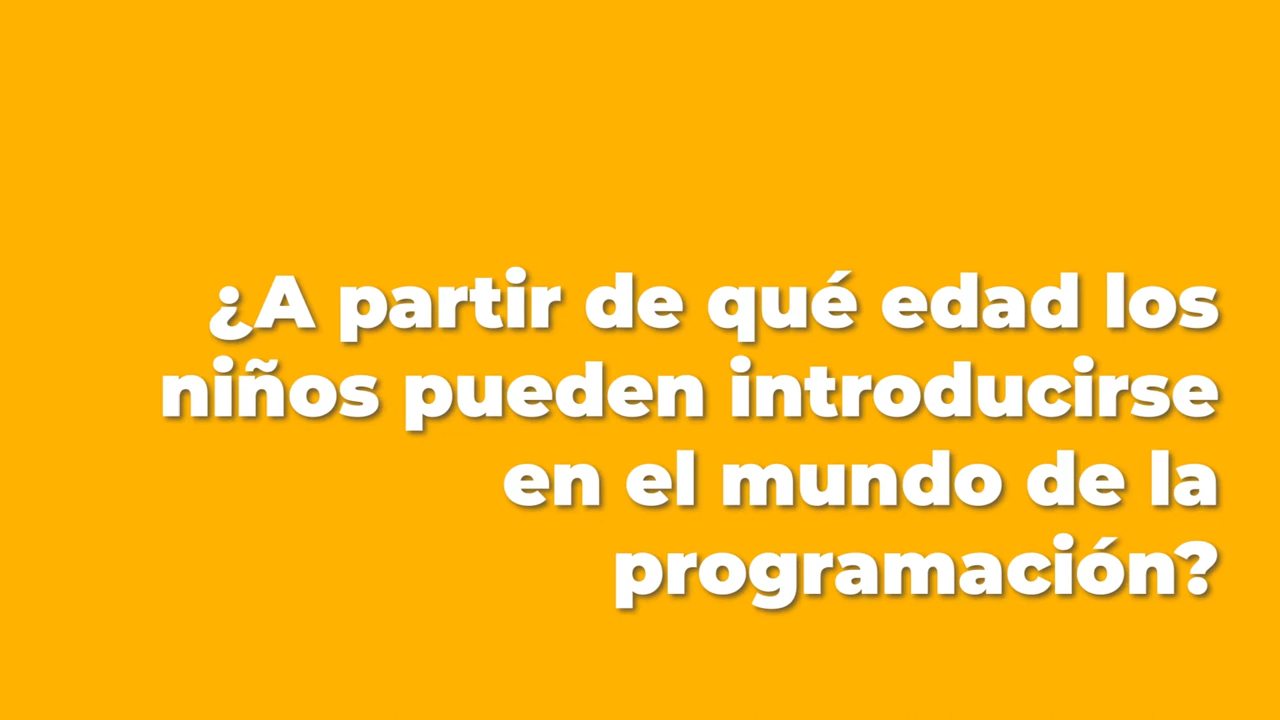 ¿A partir de qué edad los
niños pueden introducirse
en el mundo de la
programación?